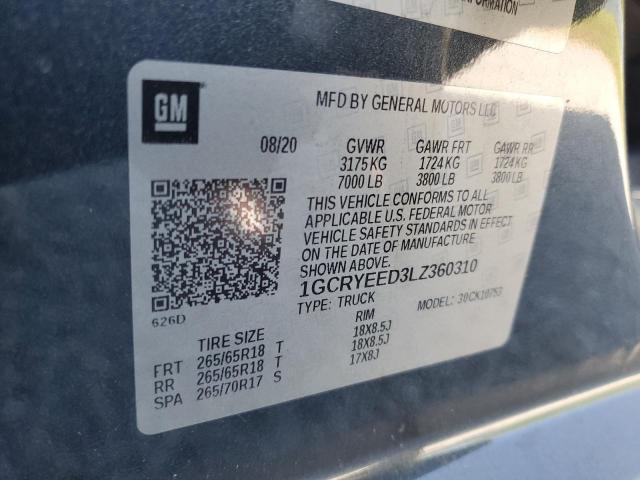 INFORMATION
GM
MFD BY GENERAL MOTORS LLC
08/20 GVWR GAWR FRT GAWR RR
3175 KG 1724 KG 1724 KG
7000 LB 3800 LB 3800 LB
THIS VEHICLE CONFORMS TO ALL
APPLICABLE U.S. FEDERAL MOTOR
VEHICLE SAFETY STANDARDS IN EFFECT
ON THE DATE OF MANUFACTURE
SHOWN ABOVE.
1GCRYEED3LZ360310
TYPE: TRUCK MODEL: 30CK10753
626D
TIRE SIZE RIM
FRT 265/65R18 T 18X8.5J
RR 265/65R18 T 18X8.5J
SPA 265/70R17 S 17X8J